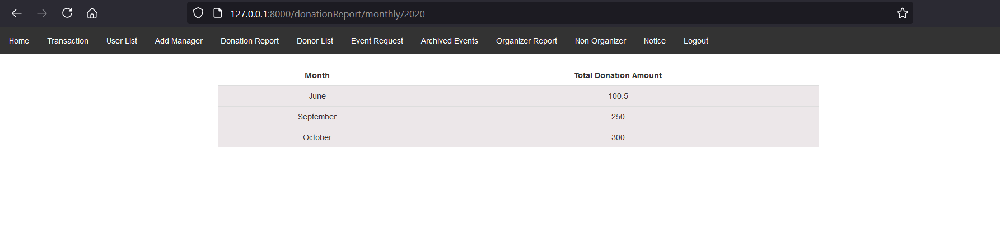 127.0.0.1:8000/donationReport/monthly/2020
Home Transaction User List Add Manager Donation Report Donor List Event Request Archived Events Organizer Report Non Organizer Notice Logout
Month Total Donation Amount
June 100.5
September 250
October 300